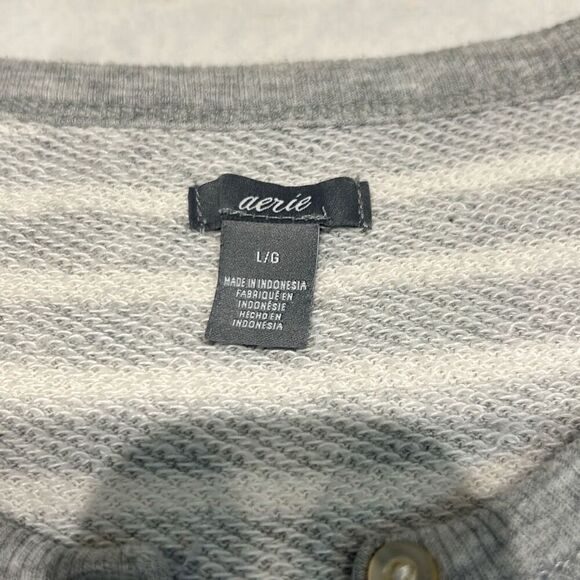 aerie
L/G
MADE IN INDONESIA
FABRIQUÉ EN
INDONÉSIE
HECHO EN
INDONESIA